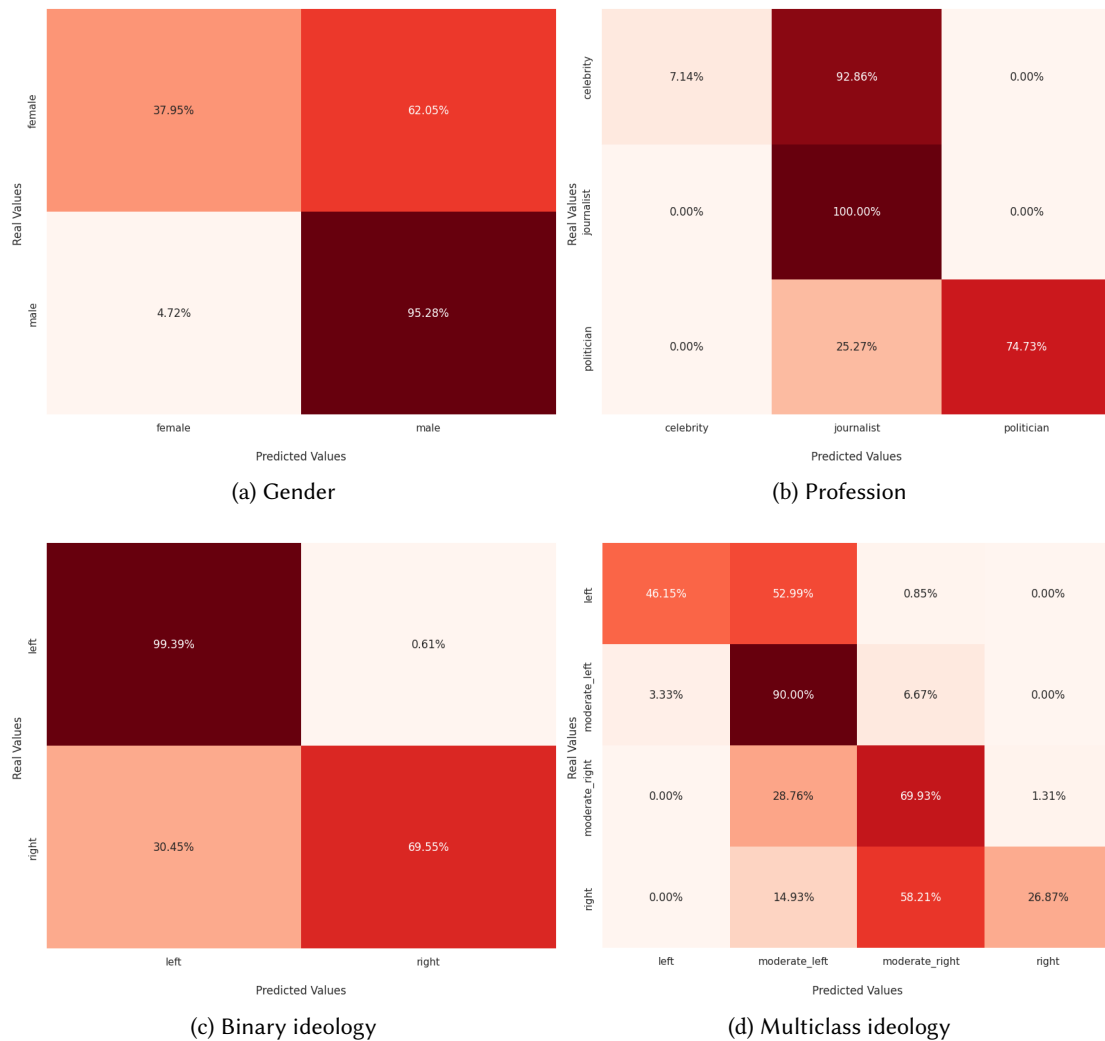 female
37.95%
62.05%
male
4.72%
95.28%
Real Values
female
male
Predicted Values
(a) Gender
celebrity
7.14%
92.86%
0.00%
journalist
0.00%
100.00%
0.00%
politician
0.00%
25.27%
74.73%
Real Values
celebrity
journalist
politician
Predicted Values
(b) Profession
left
99.39%
0.61%
right
30.45%
69.55%
Real Values
left
right
Predicted Values
(c) Binary ideology
left
46.15%
52.99%
0.85%
0.00%
moderate_left
3.33%
90.00%
6.67%
0.00%
moderate_right
0.00%
28.76%
69.93%
1.31%
right
0.00%
14.93%
58.21%
26.87%
Real Values
left
moderate_left
moderate_right
right
Predicted Values
(d) Multiclass ideology